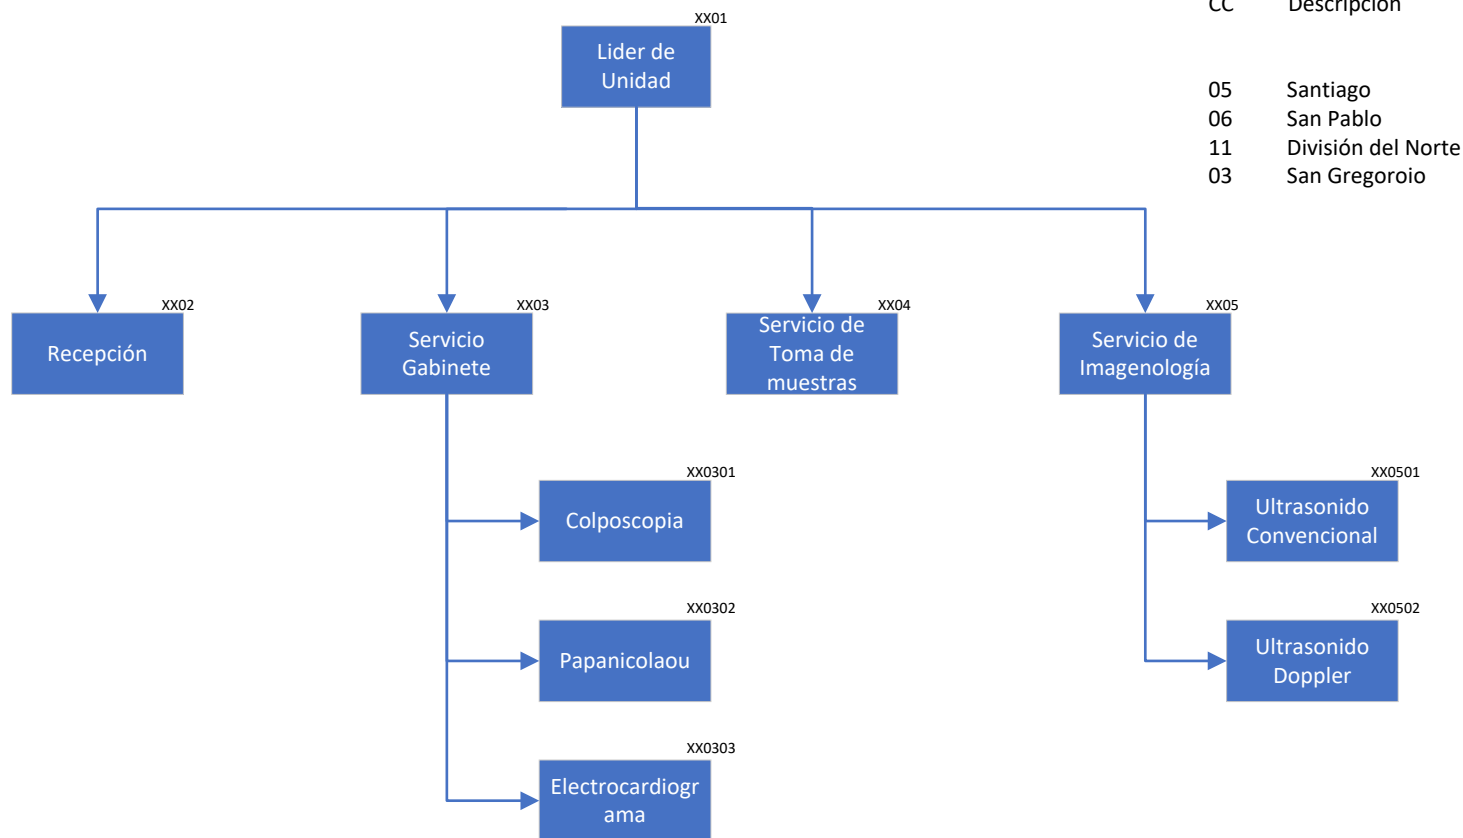 CC Descripción
XX01
Lider de
Unidad
05 Santiago
06 San Pablo
11 División del Norte
03 San Gregoroio
XX02
Recepción
XX03
Servicio
Gabinete
XX04
Servicio de
Toma de
muestras
XX05
Servicio de
Imagenología
XX0301
Colposcopia
XX0302
Papanicolaou
XX0303
Electrocardiogr
ama
XX0501
Ultrasonido
Convencional
XX0502
Ultrasonido
Doppler